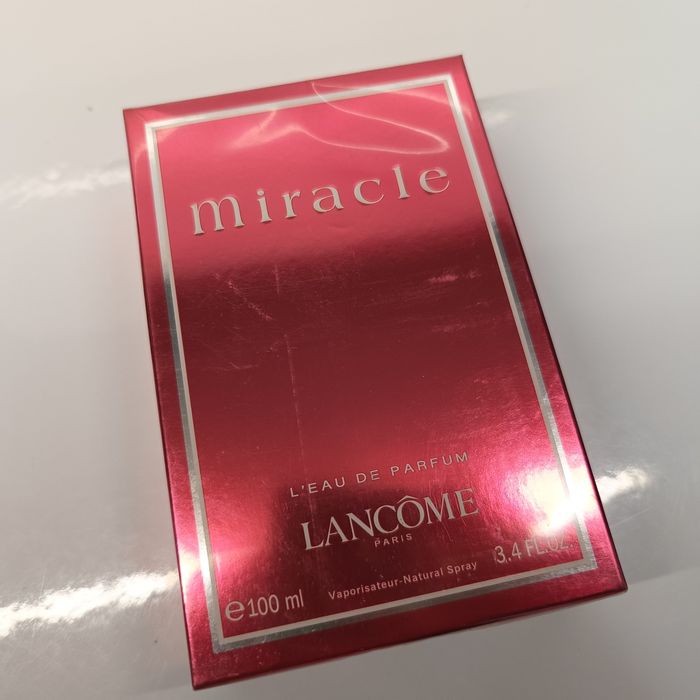 miracle
L'EAU DE PARFUM
LANCÔME
PARIS
℮100 ml Vaporisateur-Natural Spray 3.4 FL.OZ.